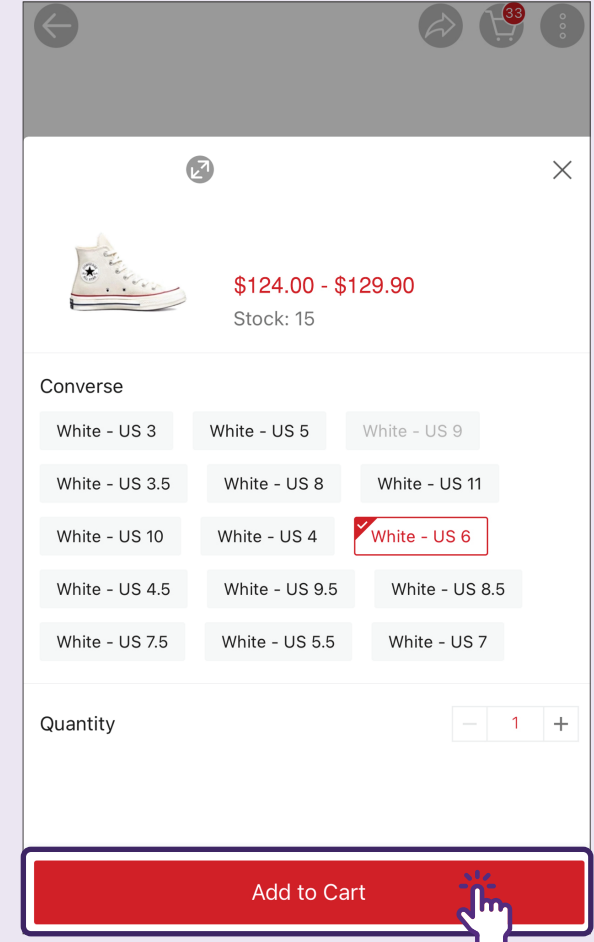 33
$124.00 - $129.90
Stock: 15
Converse
White - US 3 White - US 5 White - US 9
White - US 3.5 White - US 8 White - US 11
White - US 10 White - US 4 White - US 6
White - US 4.5 White - US 9.5 White - US 8.5
White - US 7.5 White - US 5.5 White - US 7
Quantity 1
Add to Cart